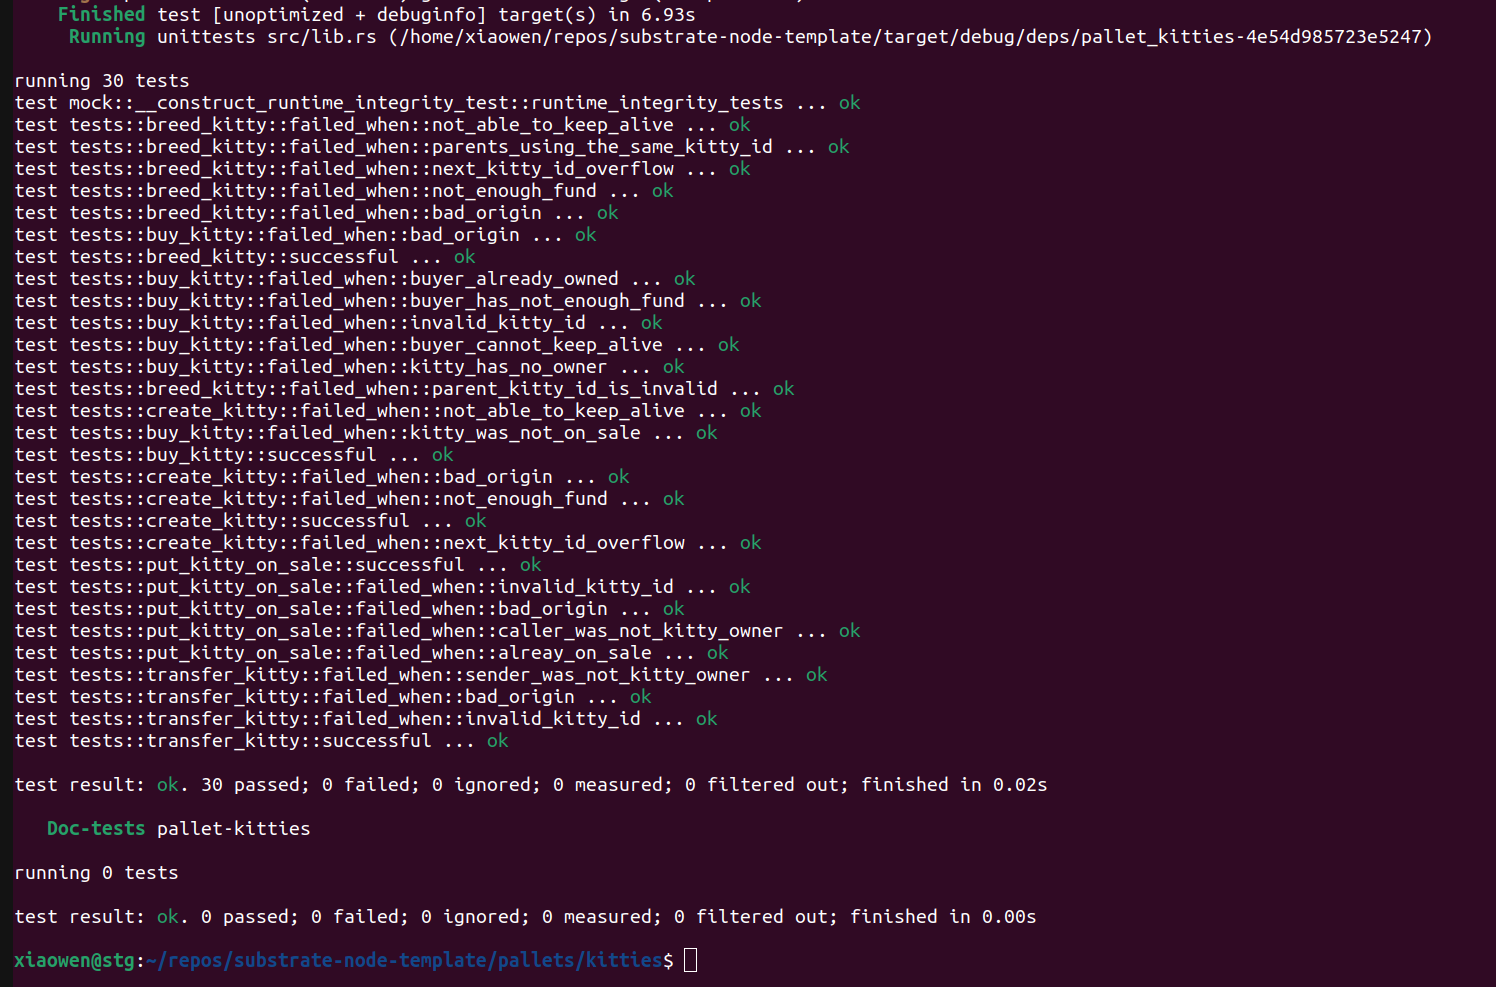 Finished test [unoptimized + debuginfo] target(s) in 6.93s
Running unittests src/lib.rs (/home/xiaowen/repos/substrate-node-template/target/debug/deps/pallet_kitties-4e54d985723e5247)
running 30 tests
test mock::__construct_runtime_integrity_test::runtime_integrity_tests ... ok
test tests::breed_kitty::failed_when::not_able_to_keep_alive ... ok
test tests::breed_kitty::failed_when::parents_using_the_same_kitty_id ... ok
test tests::breed_kitty::failed_when::next_kitty_id_overflow ... ok
test tests::breed_kitty::failed_when::not_enough_fund ... ok
test tests::breed_kitty::failed_when::bad_origin ... ok
test tests::buy_kitty::failed_when::bad_origin ... ok
test tests::breed_kitty::successful ... ok
test tests::buy_kitty::failed_when::buyer_already_owned ... ok
test tests::buy_kitty::failed_when::buyer_has_not_enough_fund ... ok
test tests::buy_kitty::failed_when::invalid_kitty_id ... ok
test tests::buy_kitty::failed_when::buyer_cannot_keep_alive ... ok
test tests::buy_kitty::failed_when::kitty_has_no_owner ... ok
test tests::breed_kitty::failed_when::parent_kitty_id_is_invalid ... ok
test tests::create_kitty::failed_when::not_able_to_keep_alive ... ok
test tests::buy_kitty::failed_when::kitty_was_not_on_sale ... ok
test tests::buy_kitty::successful ... ok
test tests::create_kitty::failed_when::bad_origin ... ok
test tests::create_kitty::failed_when::not_enough_fund ... ok
test tests::create_kitty::successful ... ok
test tests::create_kitty::failed_when::next_kitty_id_overflow ... ok
test tests::put_kitty_on_sale::successful ... ok
test tests::put_kitty_on_sale::failed_when::invalid_kitty_id ... ok
test tests::put_kitty_on_sale::failed_when::bad_origin ... ok
test tests::put_kitty_on_sale::failed_when::caller_was_not_kitty_owner ... ok
test tests::put_kitty_on_sale::failed_when::alreay_on_sale ... ok
test tests::transfer_kitty::failed_when::sender_was_not_kitty_owner ... ok
test tests::transfer_kitty::failed_when::bad_origin ... ok
test tests::transfer_kitty::failed_when::invalid_kitty_id ... ok
test tests::transfer_kitty::successful ... ok
test result: ok. 30 passed; 0 failed; 0 ignored; 0 measured; 0 filtered out; finished in 0.02s
Doc-tests pallet-kitties
running 0 tests
test result: ok. 0 passed; 0 failed; 0 ignored; 0 measured; 0 filtered out; finished in 0.00s
xiaowen@stg:~/repos/substrate-node-template/pallets/kitties$